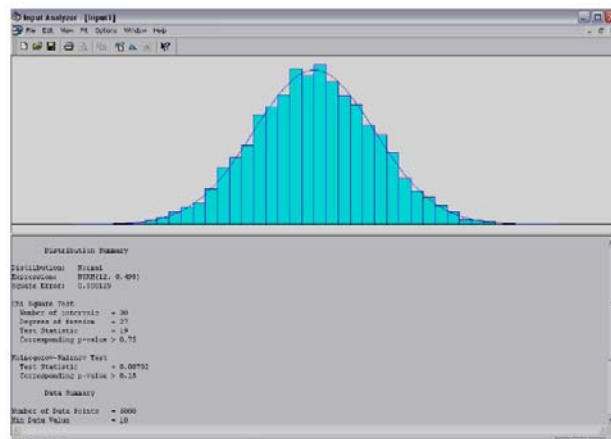 Input Analyzer - [Input1]
File Edit View Fit Options Window Help
Distribution Summary
Distribution: Normal
Expression: NORM(12, 0.498)
Square Error: 0.000129
Chi Square Test
Number of intervals = 30
Degrees of freedom = 27
Test Statistic = 19
Corresponding p-value > 0.75
Kolmogorov-Smirnov Test
Test Statistic = 0.00702
Corresponding p-value > 0.15
Data Summary
Number of Data Points = 5000
Min Data Value = 10